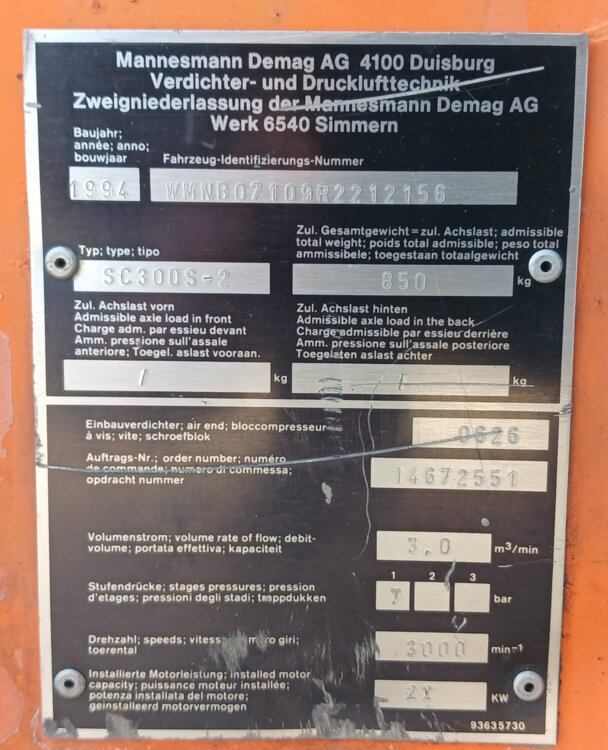 Mannesmann Demag AG 4100 Duisburg
Verdichter- und Drucklufttechnik
Zweigniederlassung der Mannesmann Demag AG
Werk 6540 Simmern
Baujahr;
année; anno;
bouwjaar
Fahrzeug-Identifizierungs-Nummer
1994
WMNB07109R2212156
Typ; type; tipo
SC30DS-2
Zul. Gesamtgewicht = zul. Achslast; admissible
total weight; poids total admissible; peso total
ammissibele; toegestaan totaalgewicht
850 kg
Zul. Achslast vorn
Admissible axle load in front
Charge adm. par essieu devant
Amm. pressione sull'assale
anteriore; Toegel. aslast vooraan.
/ kg
Zul. Achslast hinten
Admissible axle load in the back
Charge admissible par essieu derrière
Amm. pressione sull'assale posteriore
Toegelaten aslast achter
/ kg
Einbauverdichter; air end; bloccompresseur
à vis; vite; schroefblok
0626
Auftrags-Nr.; order number; numéro
de commande; numero di commessa;
opdracht nummer
14672551
Volumenstrom; volume rate of flow; debit-
volume; portata effettiva; kapaciteit
3,0 m³/min
Stufendrücke; stages pressures; pression
d'etages; pressioni degli stadi; trappdukken
1 2 3
7 bar
Drehzahl; speeds; vitess giri;
toerental
3000 min-1
Installierte Motorleistung; installed motor
capacity; puissance moteur installée;
potenza installata del motore;
geinstalleerd motorvermogen
KW
93635730